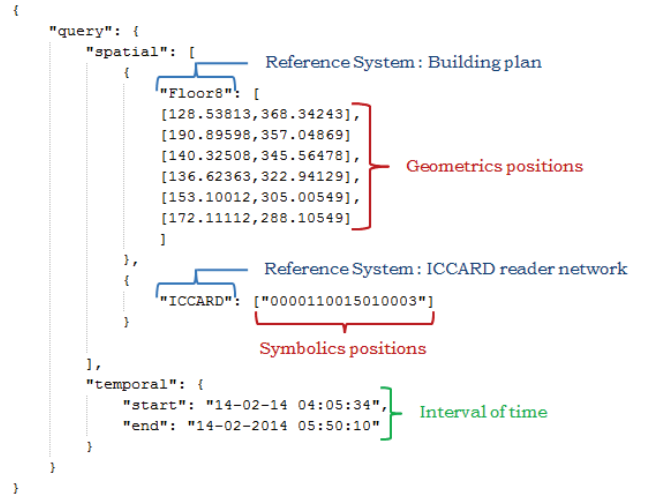 {
"query": {
"spatial": [
{ Reference System : Building plan
"Floor8": [
[128.53813,368.34243],
[190.89598,357.04869]
[140.32508,345.56478],
[136.62363,322.94129],
[153.10012,305.00549],
[172.11112,288.10549]
]
Geometrics positions
},
{ Reference System : ICCARD reader network
"ICCARD": ["0000110015010003"]
}
Symbolics positions
],
"temporal": {
"start": "14-02-14 04:05:34",
"end": "14-02-2014 05:50:10"
Interval of time
}
}
}